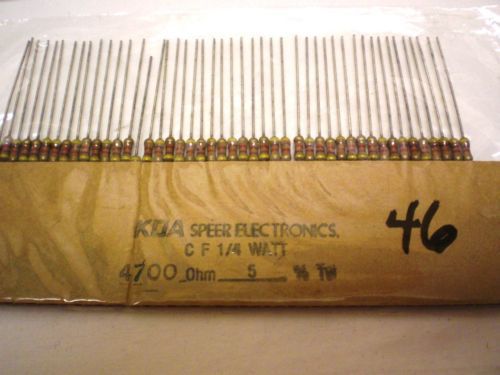 KOA SPEER ELECTRONICS.
C F 1/4 WATT
4700 Ohm 5 % TW
46